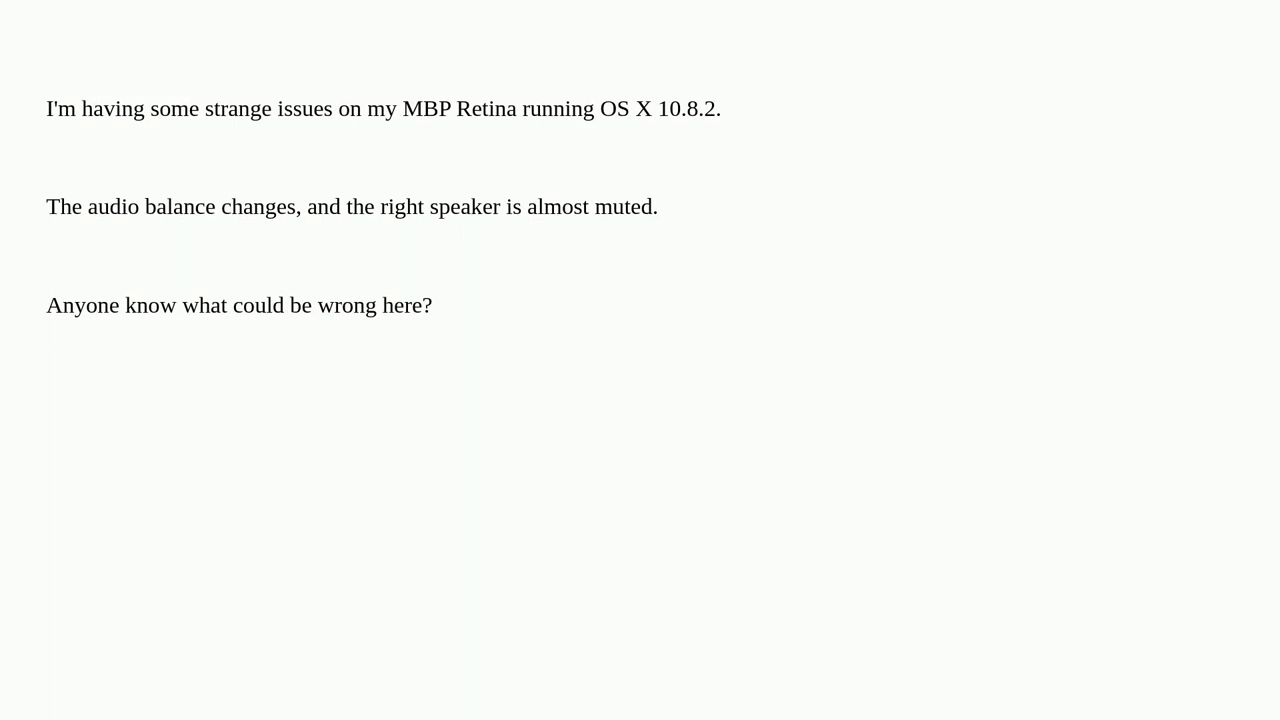 I'm having some strange issues on my MBP Retina running OS X 10.8.2.
The audio balance changes, and the right speaker is almost muted.
Anyone know what could be wrong here?